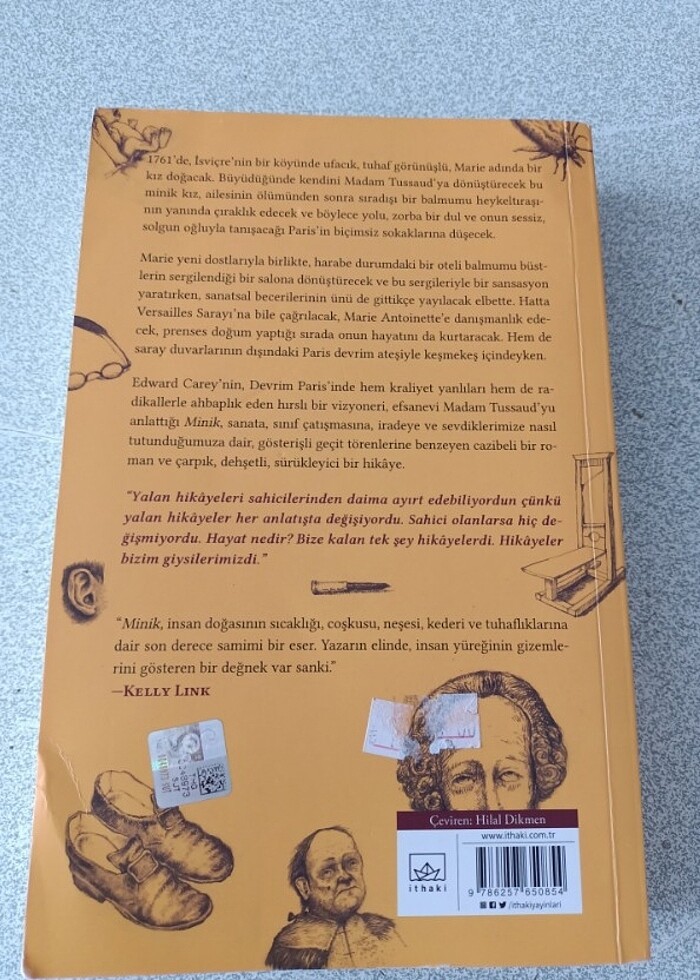 1761'de, İsviçre'nin bir köyünde ufacık, tuhaf görünüşlü, Marie adında bir
kız doğacak. Büyüdüğünde kendini Madam Tussaud'ya dönüştürecek bu
minik kız, ailesinin ölümünden sonra sıradışı bir balmumu heykeltıraşı-
nın yanında çıraklık edecek ve böylece yolu, zorba bir dul ve onun sessiz,
solgun oğluyla tanışacağı Paris'in biçimsiz sokaklarına düşecek.
Marie yeni dostlarıyla birlikte, harabe durumdaki bir oteli balmumu büst-
lerin sergilendiği bir salona dönüştürecek ve bu sergileriyle bir sansasyon
yaratırken, sanatsal becerilerinin ünü de gittikçe yayılacak elbette. Hatta
Versailles Sarayı'na bile çağrılacak, Marie Antoinette'e danışmanlık ede-
cek, prenses doğum yaptığı sırada onun hayatını da kurtaracak. Hem de
saray duvarlarının dışındaki Paris devrim ateşiyle keşmekeş içindeyken.
Edward Carey'nin, Devrim Paris'inde hem kraliyet yanlıları hem de ra-
dikallerle ahbaplık eden hırslı bir vizyoneri, efsanevi Madam Tussaud'yu
anlattığı Minik, sanata, sınıf çatışmasına, iradeye ve sevdiklerimize nasıl
tutunduğumuza dair, gösterişli geçit törenlerine benzeyen cazibeli bir ro-
man ve çarpık, dehşetli, sürükleyici bir hikâye.
"Yalan hikâyeleri sahicilerinden daima ayırt edebiliyordun çünkü
yalan hikâyeler her anlatışta değişiyordu. Sahici olanlarsa hiç de-
ğişmiyordu. Hayat nedir? Bize kalan tek şey hikâyelerdi. Hikâyeler
bizim giysilerimizdi."
"Minik, insan doğasının sıcaklığı, coşkusu, neşesi, kederi ve tuhaflıklarına
dair son derece samimi bir eser. Yazarın elinde, insan yüreğinin gizemle-
rini gösteren bir değnek var sanki."
—KELLY LINK
Çeviren: Hilal Dikmen
www.ithaki.com.tr
ithaki
9 786257 650854
/ithakiyayinlari